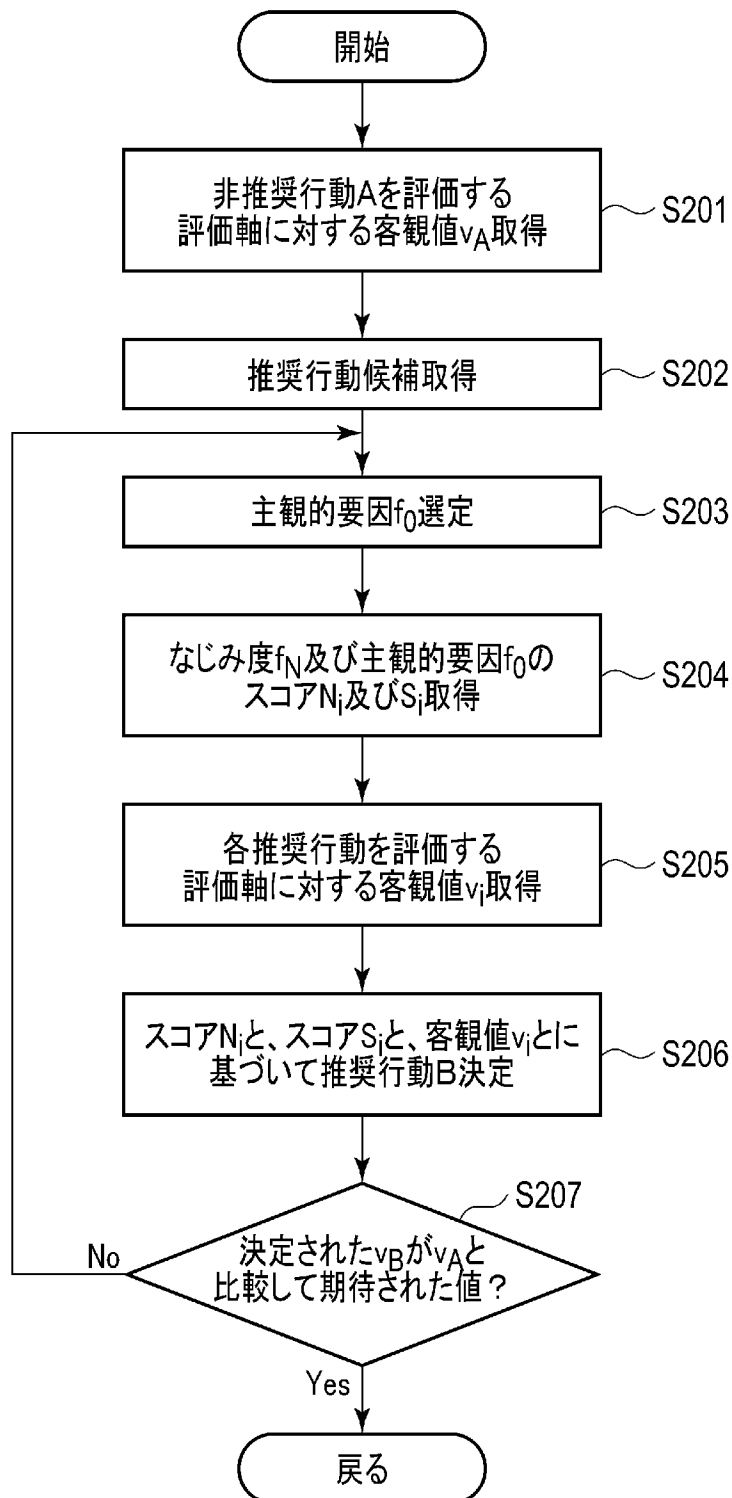 開始
非推奨行動Aを評価する
評価軸に対する客観値vA取得
S201
推奨行動候補取得
S202
主観的要因f0選定
S203
なじみ度fN及び主観的要因f0の
スコアNi及びSi取得
S204
各推奨行動を評価する
評価軸に対する客観値vi取得
S205
スコアNiと、スコアSiと、客観値viとに
基づいて推奨行動B決定
S206
S207
決定されたvBがvAと
比較して期待された値？
No
Yes
戻る